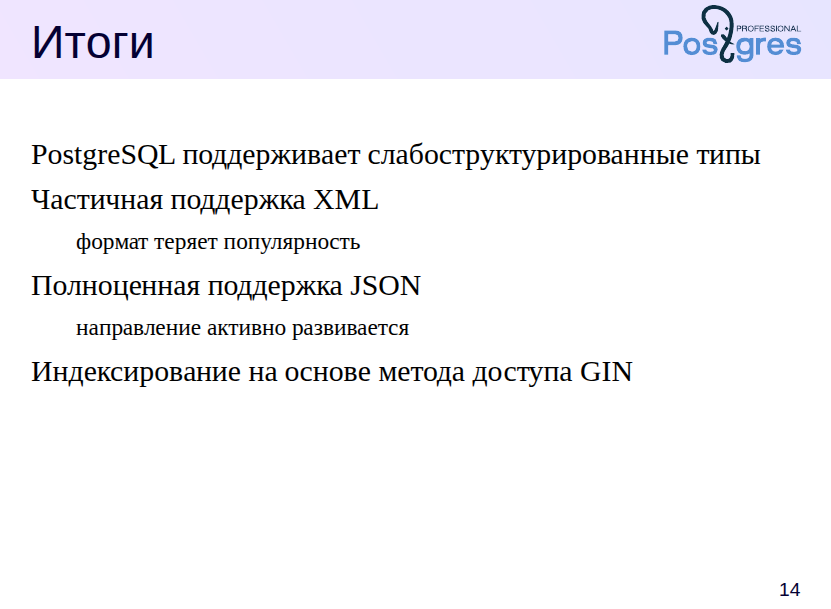 Итоги
PROFESSIONAL
Postgres
PostgreSQL поддерживает слабоструктурированные типы
Частичная поддержка XML
формат теряет популярность
Полноценная поддержка JSON
направление активно развивается
Индексирование на основе метода доступа GIN
14